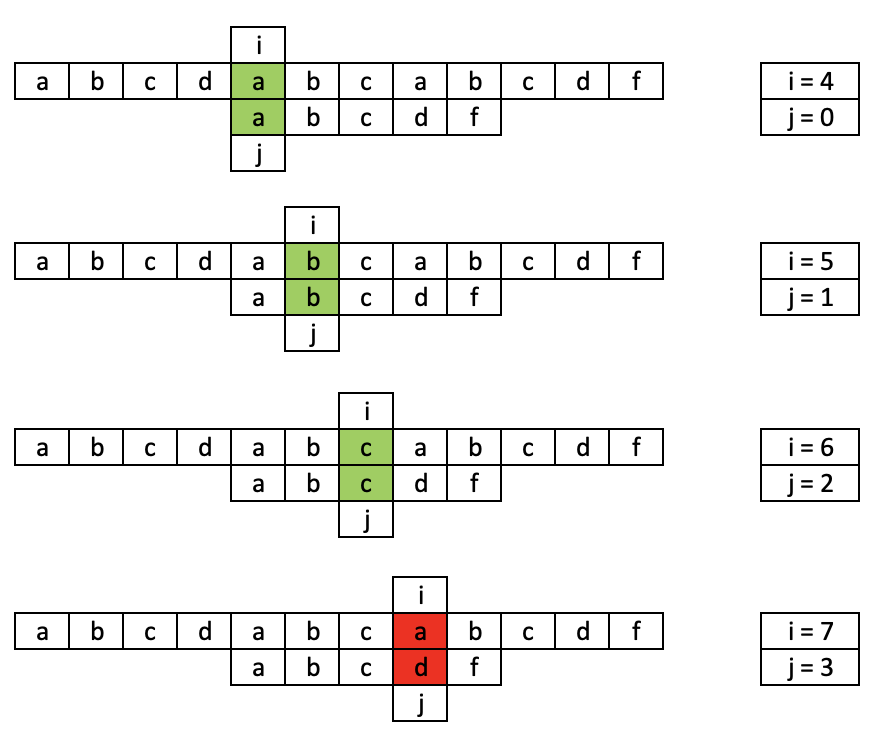 i
a b c d a b c a b c d f i = 4
a b c d f j = 0
j
i
a b c d a b c a b c d f i = 5
a b c d f j = 1
j
i
a b c d a b c a b c d f i = 6
a b c d f j = 2
j
i
a b c d a b c a b c d f i = 7
a b c d f j = 3
j